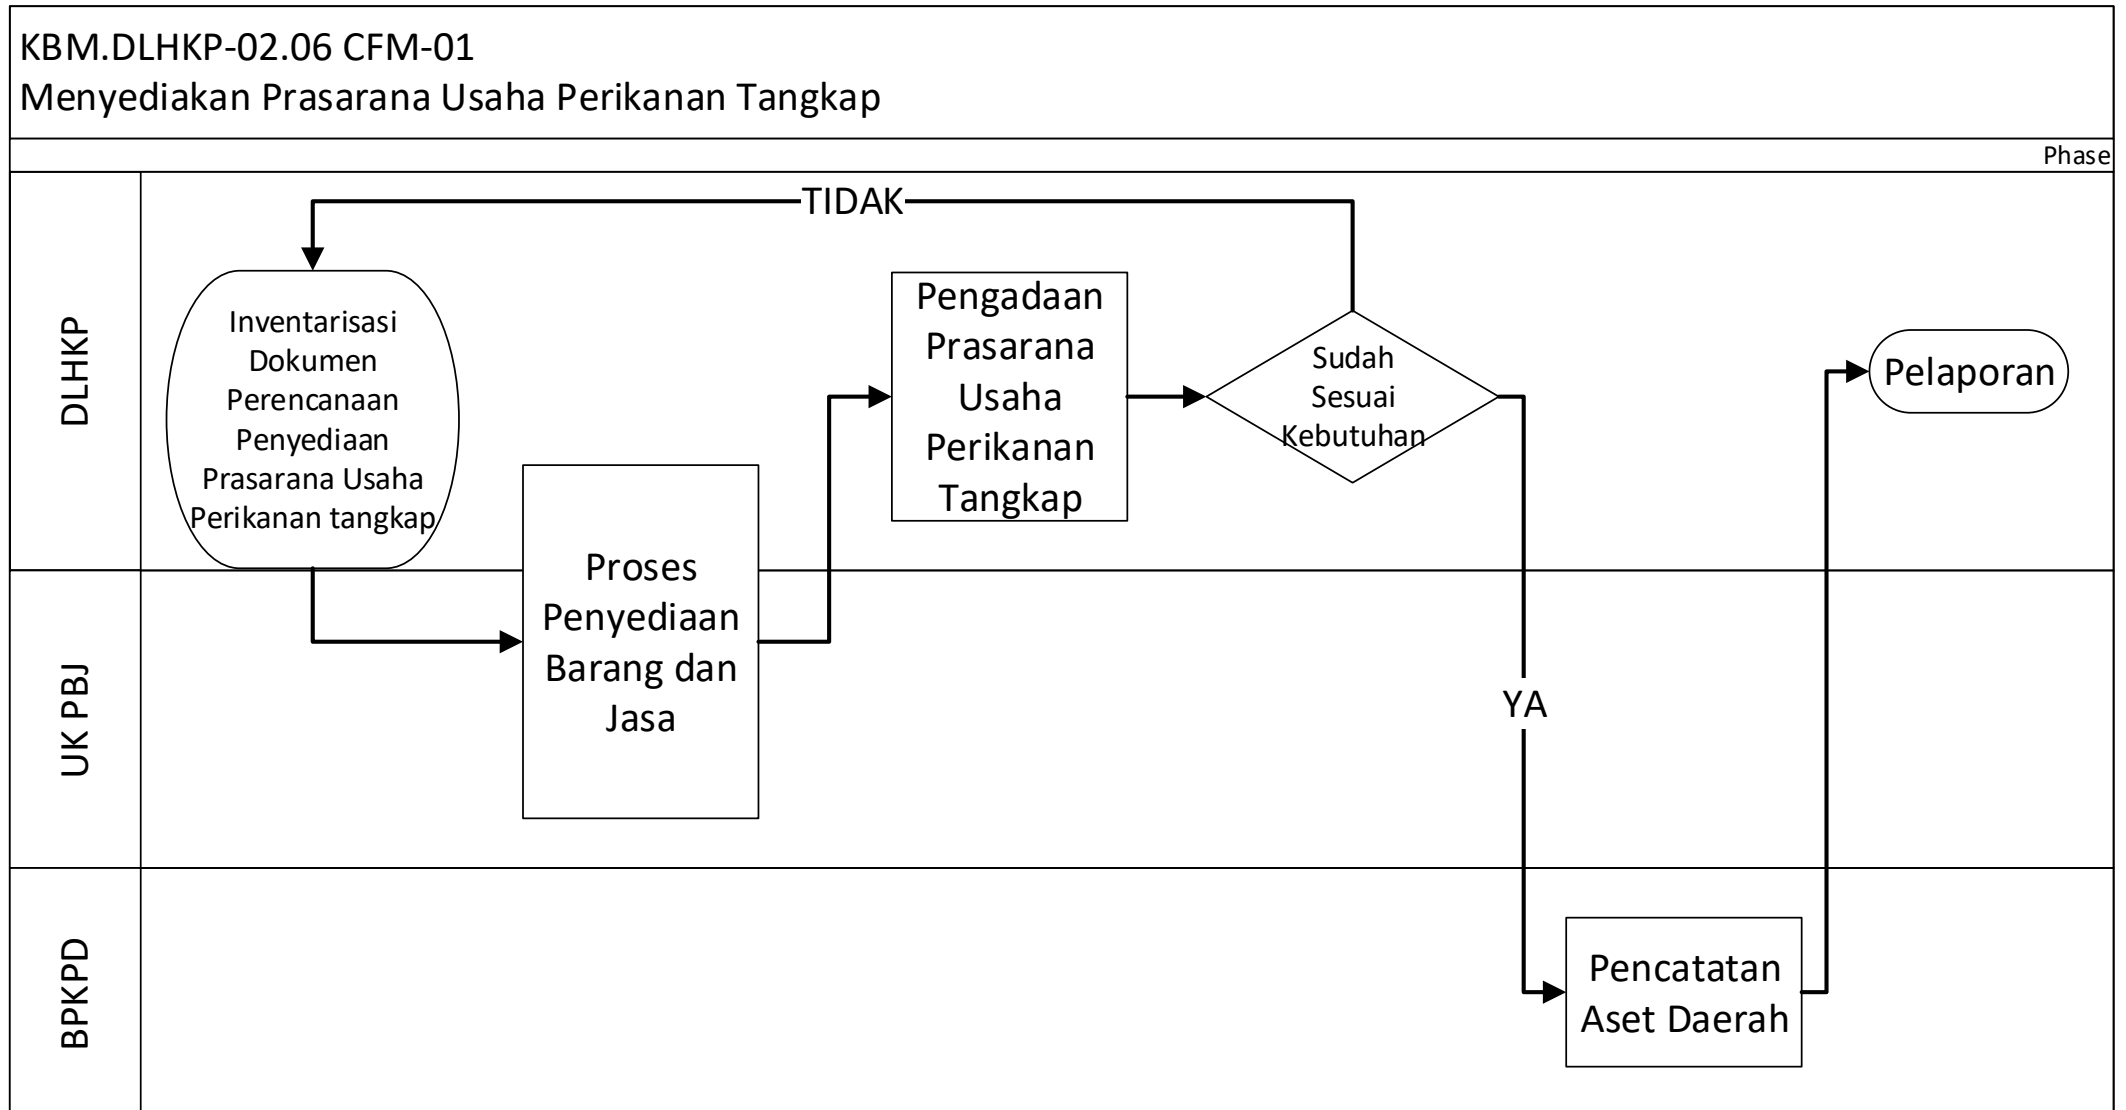 KBM.DLHKP-02.06 CFM-01
Menyediakan Prasarana Usaha Perikanan Tangkap
Phase
DLHKP
TIDAK
Inventarisasi
Dokumen
Perencanaan
Penyediaan
Prasarana Usaha
Perikanan tangkap
Pengadaan
Prasarana
Usaha
Perikanan
Tangkap
Sudah
Sesuai
Kebutuhan
Pelaporan
UK PBJ
Proses
Penyediaan
Barang dan
Jasa
YA
BPKPD
Pencatatan
Aset Daerah